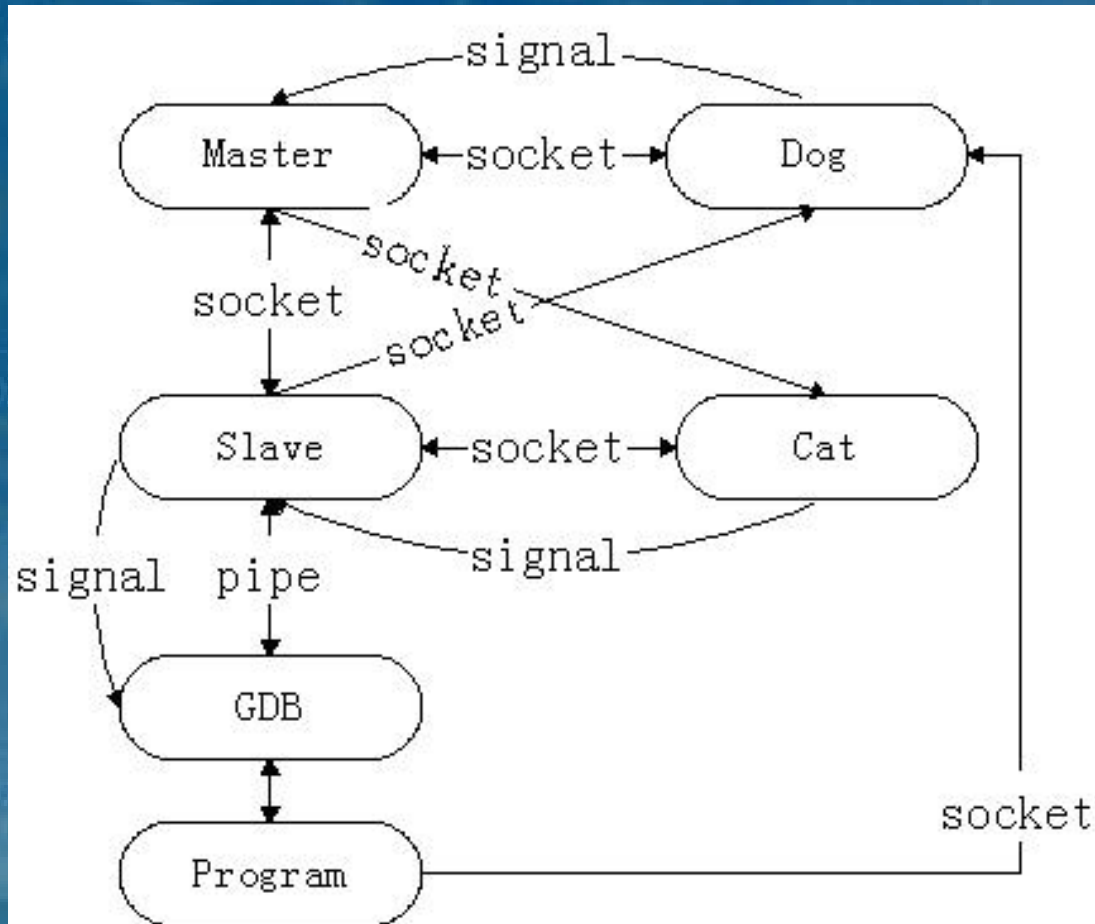 signal
Master
socket
Dog
socket
socket
socket
Slave
socket
Cat
signal
signal
pipe
GDB
socket
Program